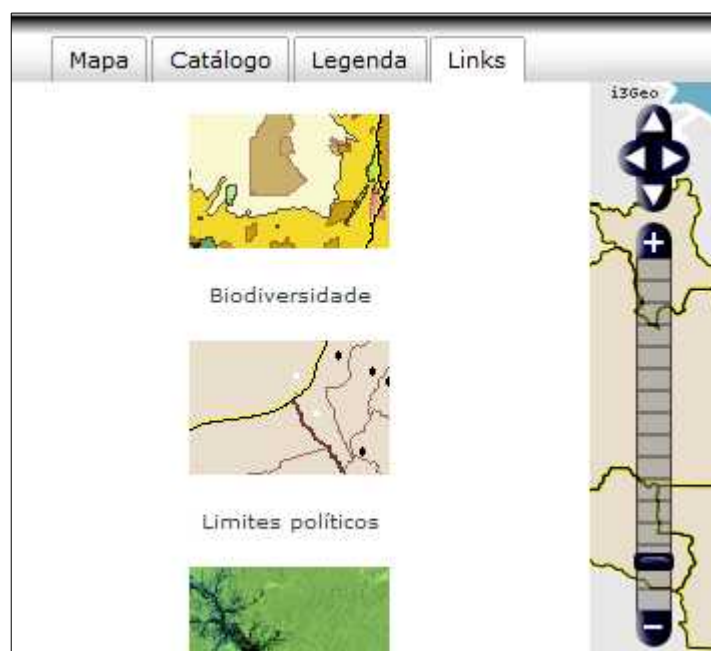 Mapa Catálogo Legenda Links
i3Geo
+
Biodiversidade
Limites políticos
−